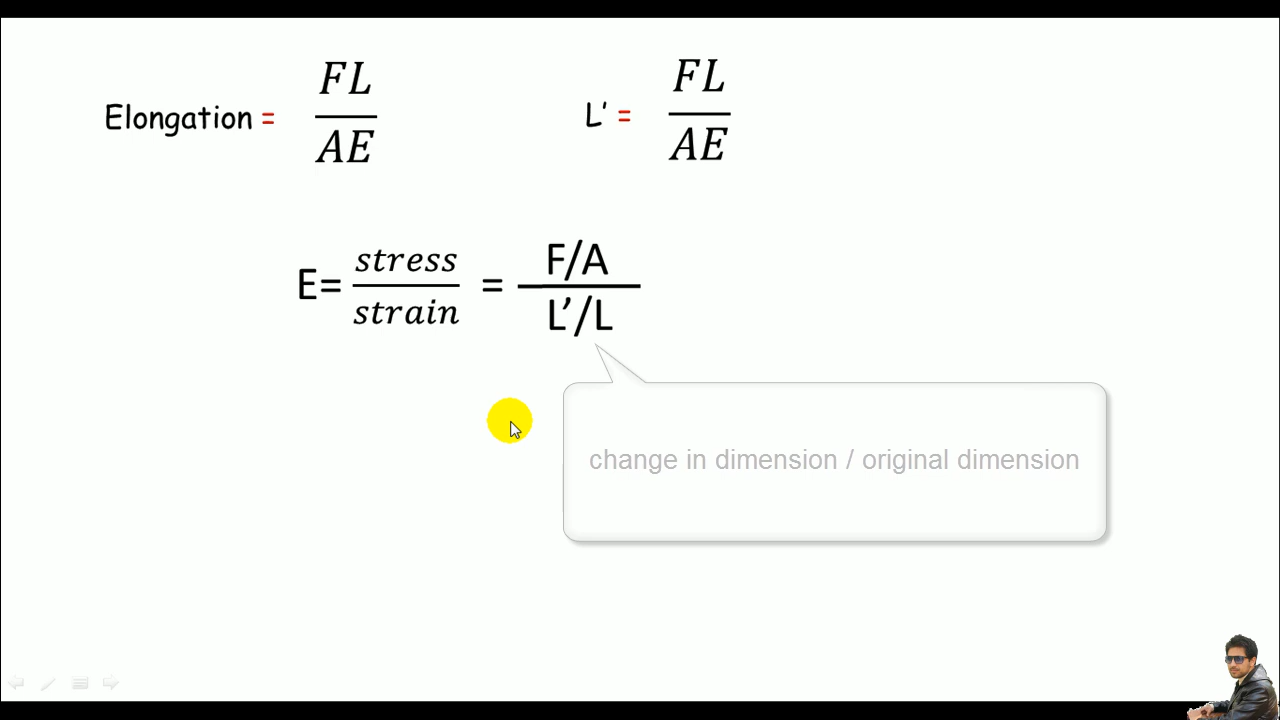 Elongation = FL/AE
L' = FL/AE
E= stress/strain = F/A / L'/L
change in dimension / original dimension